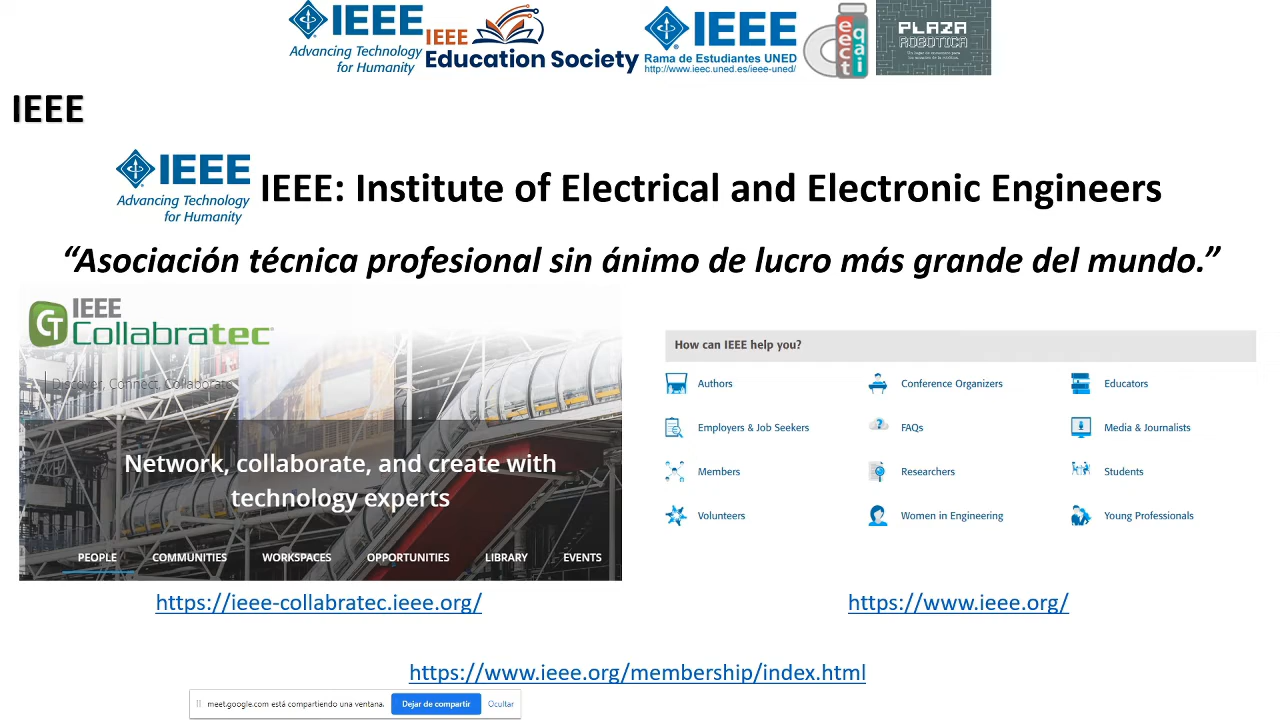 IEEE
Advancing Technology
for Humanity
IEEE
Education Society
IEEE
Rama de Estudiantes UNED
http://www.ieec.uned.es/ieee-uned/
PLAZA
ROBOTICA
IEEE
IEEE
Advancing Technology
for Humanity
IEEE: Institute of Electrical and Electronic Engineers
“Asociación técnica profesional sin ánimo de lucro más grande del mundo.”
IEEE
CT Collabratec
Discover, Connect, Collaborate
Network, collaborate, and create with
technology experts
PEOPLE COMMUNITIES WORKSPACES OPPORTUNITIES LIBRARY EVENTS
How can IEEE help you?
Authors Conference Organizers Educators
Employers & Job Seekers FAQs Media & Journalists
Members Researchers Students
Volunteers Women in Engineering Young Professionals
https://ieee-collabratec.ieee.org/ https://www.ieee.org/
https://www.ieee.org/membership/index.html
meet.google.com está compartiendo una ventana. Dejar de compartir Ocultar